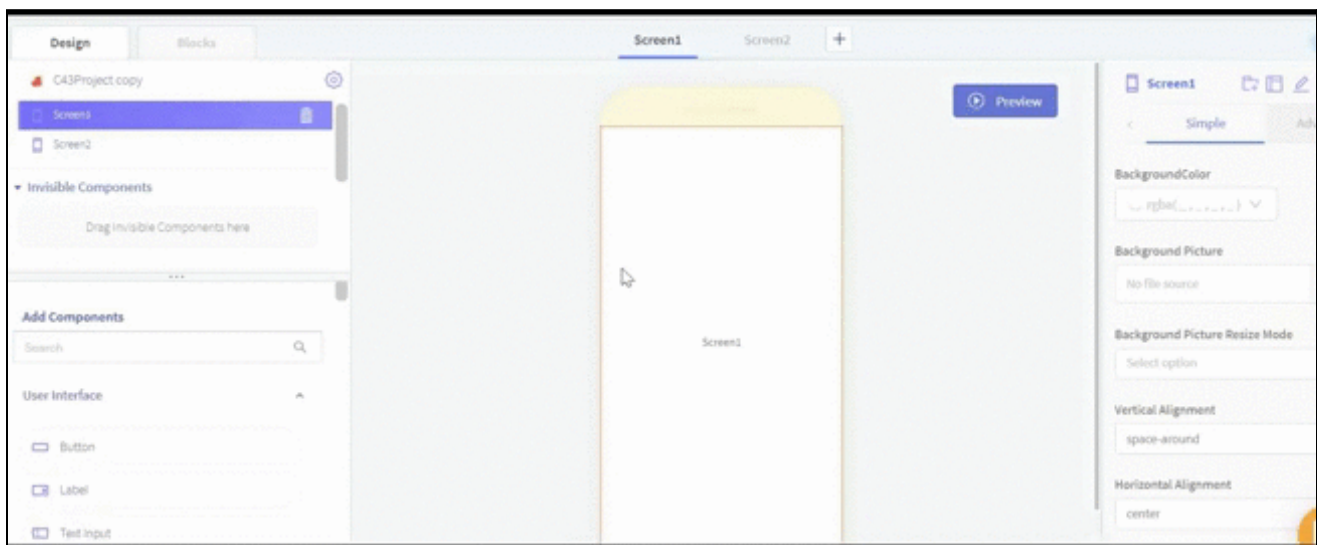 Design
Blocks
Screen1
Screen2
+
C43Project copy
Screen1
Screen2
Invisible Components
Drag Invisible Components here
Add Components
Search
User Interface
Button
Label
Text Input
Preview
Screen1
Screen1
Simple
BackgroundColor
rgba(
Background Picture
No file source
Background Picture Resize Mode
Select option
Vertical Alignment
space-around
Horizontal Alignment
center